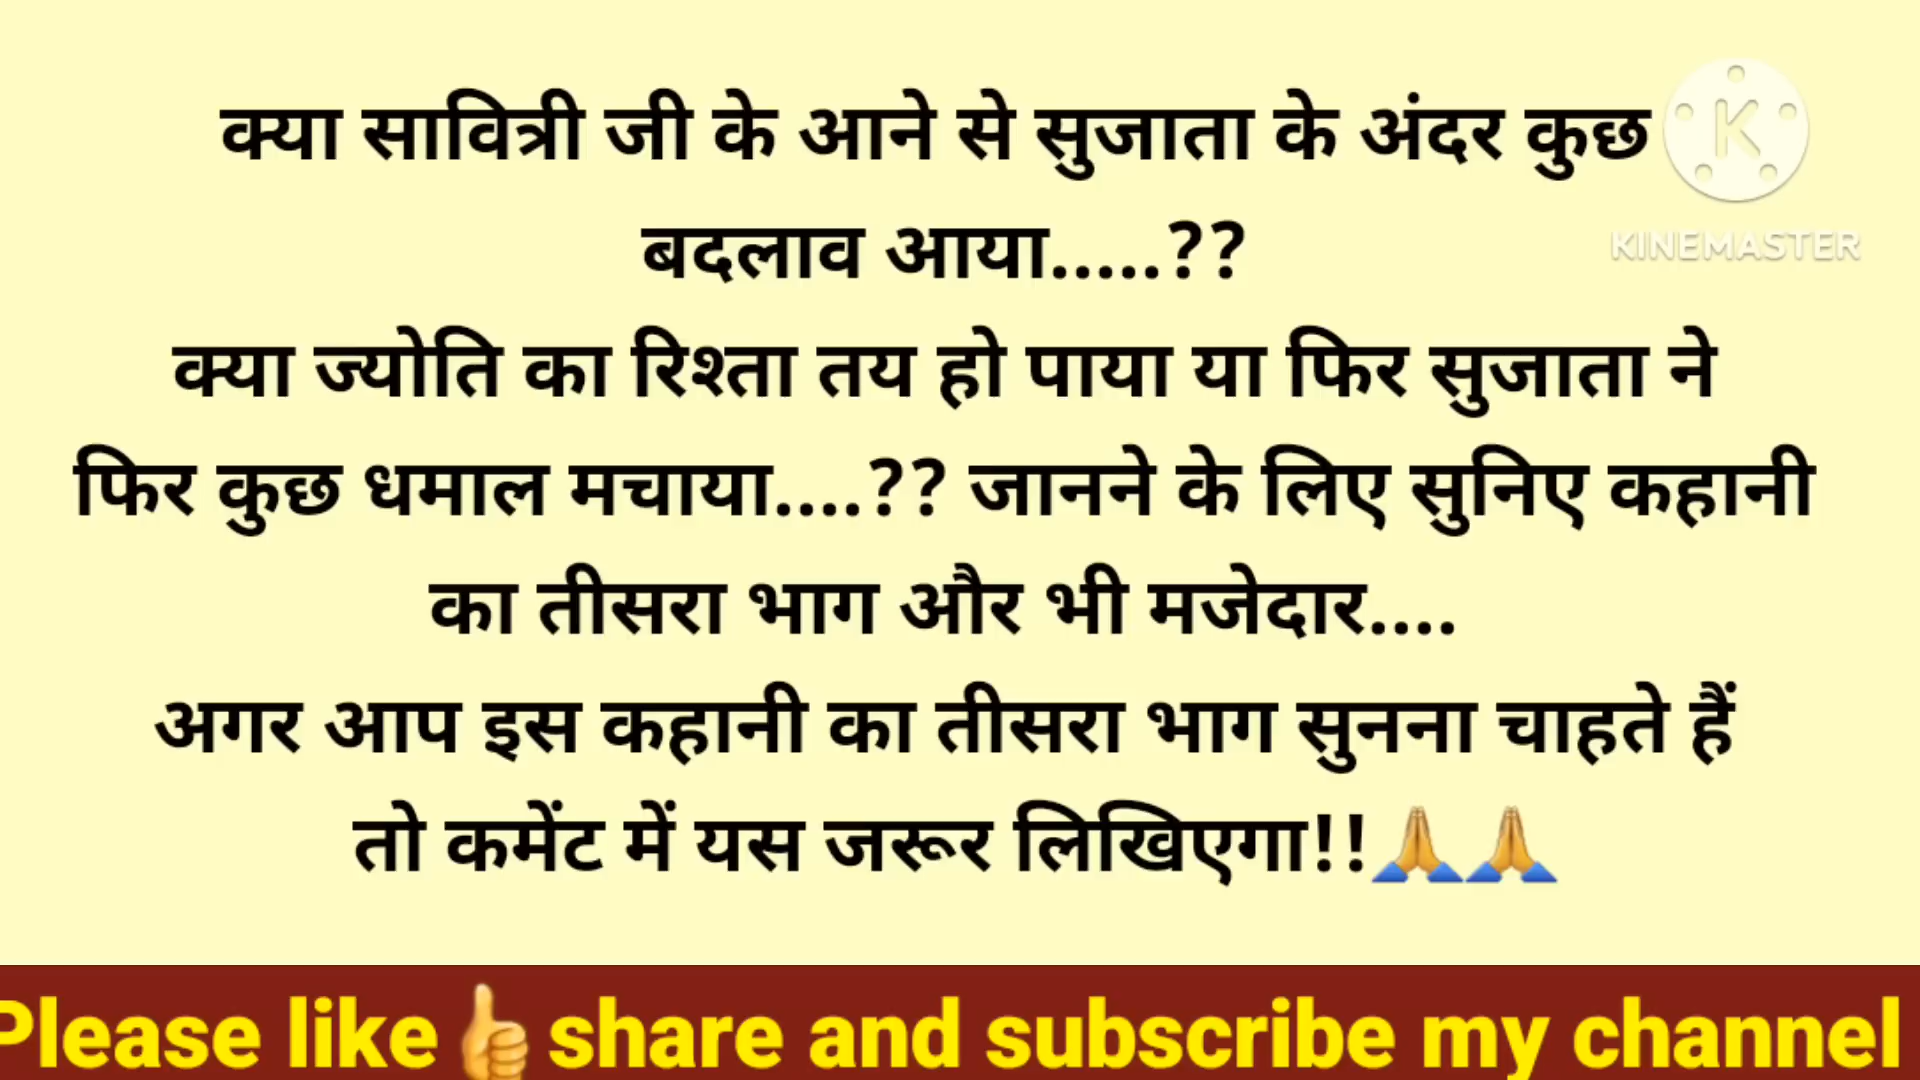 क्या सावित्री जी के आने से सुजाता के अंदर कुछ
बदलाव आया.....??
क्या ज्योति का रिश्ता तय हो पाया या फिर सुजाता ने
फिर कुछ धमाल मचाया....?? जानने के लिए सुनिए कहानी
का तीसरा भाग और भी मजेदार....
अगर आप इस कहानी का तीसरा भाग सुनना चाहते हैं
तो कमेंट में यस जरूर लिखिएगा!!🙏🙏
K
KINEMASTER
Please like👍share and subscribe my channel